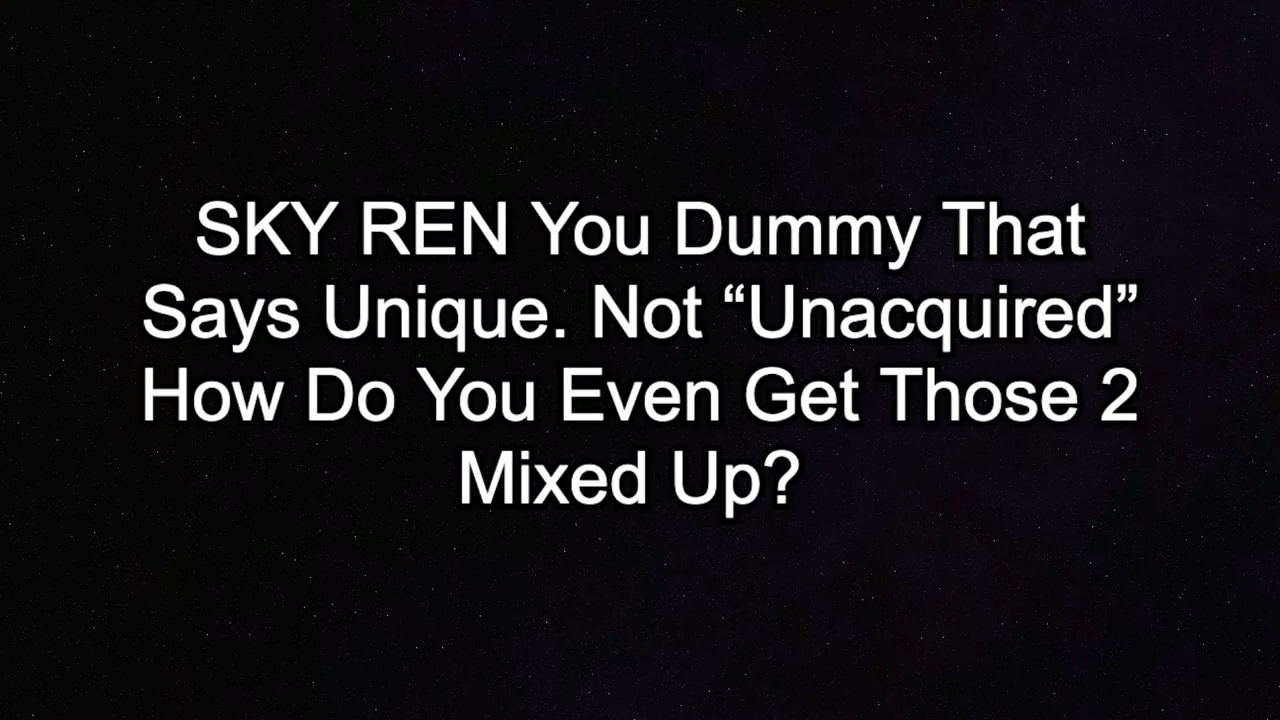 SKY REN You Dummy That
Says Unique. Not “Unacquired”
How Do You Even Get Those 2
Mixed Up?